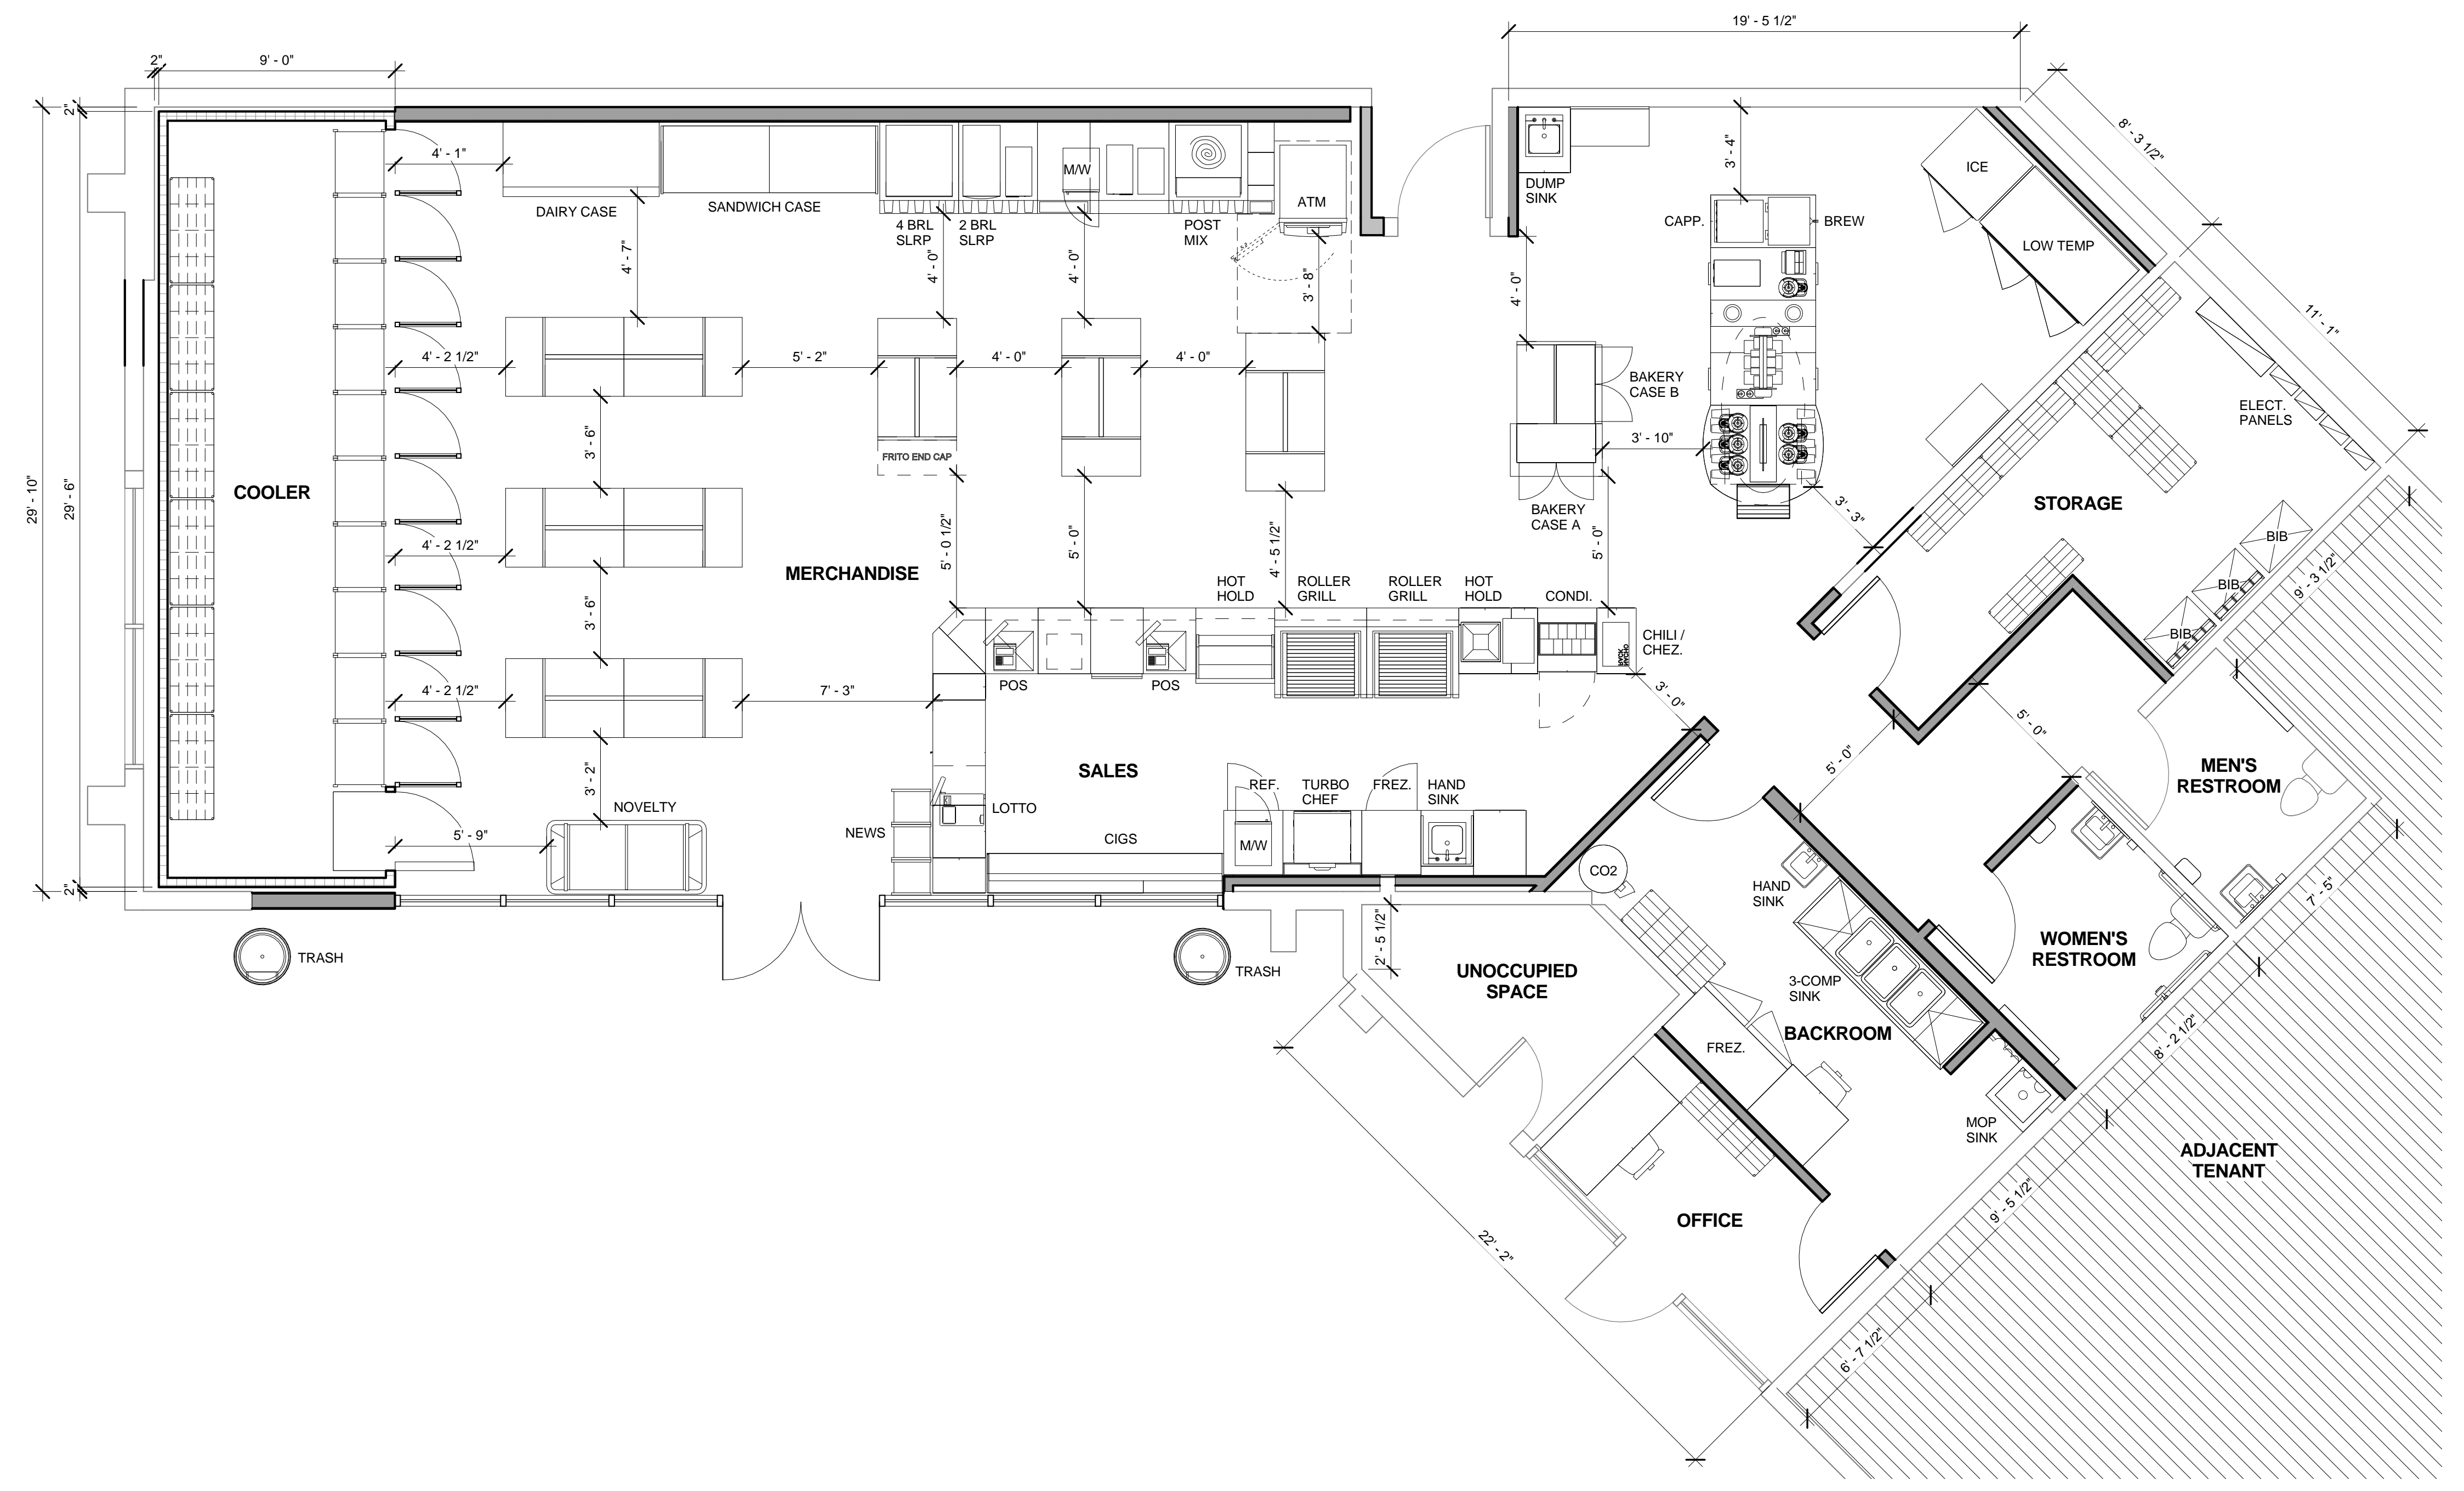 19' - 5 1/2"
2"
9' - 0"
2"
8' - 3 1/2"
4' - 1"
3' - 4"
M/W
ICE
DAIRY CASE
SANDWICH CASE
ATM
DUMP
SINK
4 BRL
SLRP
2 BRL
SLRP
POST
MIX
CAPP.
BREW
LOW TEMP
4' - 7"
4' - 0"
4' - 0"
3' - 8"
4' - 0"
11' - 1"
4' - 2 1/2"
5' - 2"
4' - 0"
4' - 0"
BAKERY
CASE B
ELECT.
PANELS
3' - 6"
FRITO END CAP
3' - 10"
29' - 10"
29' - 6"
COOLER
STORAGE
BAKERY
CASE A
3' - 3"
BIB
4' - 2 1/2"
5' - 0 1/2"
5' - 0"
4' - 5 1/2"
5' - 0"
MERCHANDISE
HOT
HOLD
ROLLER
GRILL
ROLLER
GRILL
HOT
HOLD
CONDI.
BIB
9' - 3 1/2"
3' - 6"
BIB
CHILI /
CHEZ.
POS
POS
4' - 2 1/2"
7' - 3"
3' - 0"
5' - 0"
5' - 0"
SALES
MEN'S
RESTROOM
3' - 2"
REF.
TURBO
CHEF
FREZ.
HAND
SINK
NOVELTY
LOTTO
NEWS
5' - 9"
CIGS
M/W
CO2
2"
HAND
SINK
7' - 5"
TRASH
TRASH
2' - 5 1/2"
UNOCCUPIED
SPACE
WOMEN'S
RESTROOM
3-COMP
SINK
BACKROOM
FREZ.
8' - 2 1/2"
MOP
SINK
ADJACENT
TENANT
9' - 5 1/2"
OFFICE
22' - 2"
6' - 7 1/2"